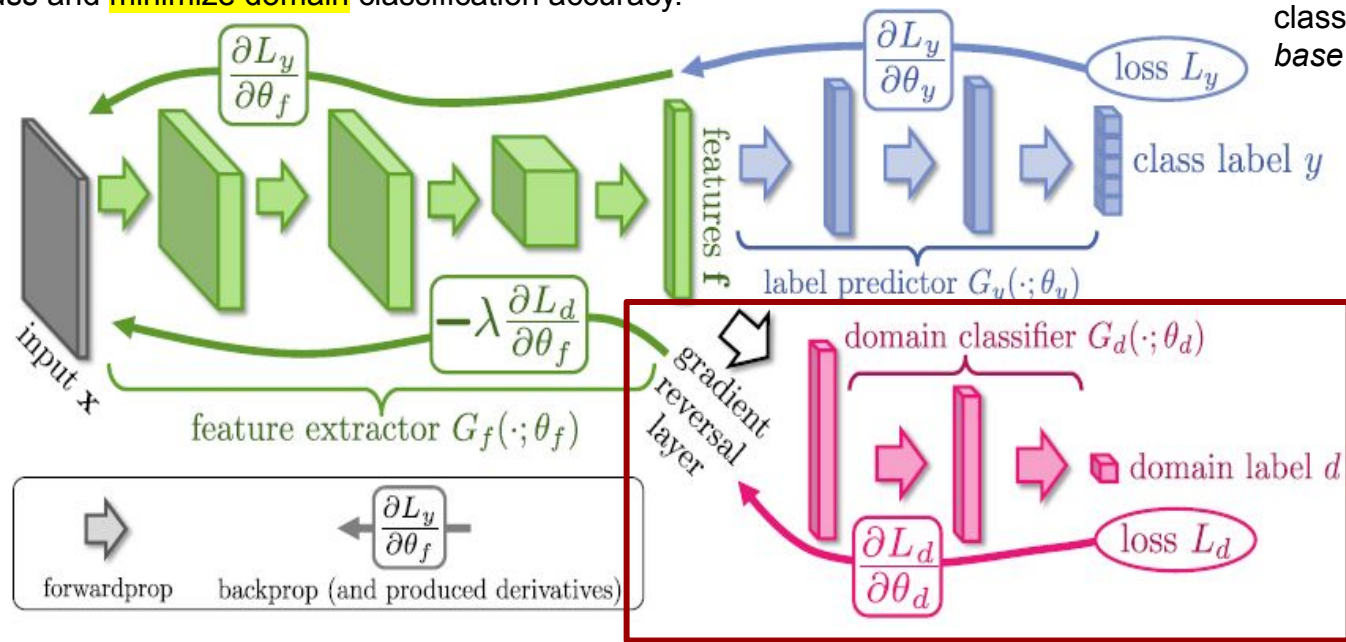 ass and minimize domain classification accuracy.
class
base
∂L_y
∂θ_f
∂L_y
∂θ_y
loss L_y
features f
class label y
label predictor G_y(·;θ_y)
−λ ∂L_d
∂θ_f
input x
feature extractor G_f(·;θ_f)
gradient
reversal
layer
domain classifier G_d(·;θ_d)
domain label d
∂L_d
∂θ_d
loss L_d
∂L_y
∂θ_f
forwardprop
backprop (and produced derivatives)